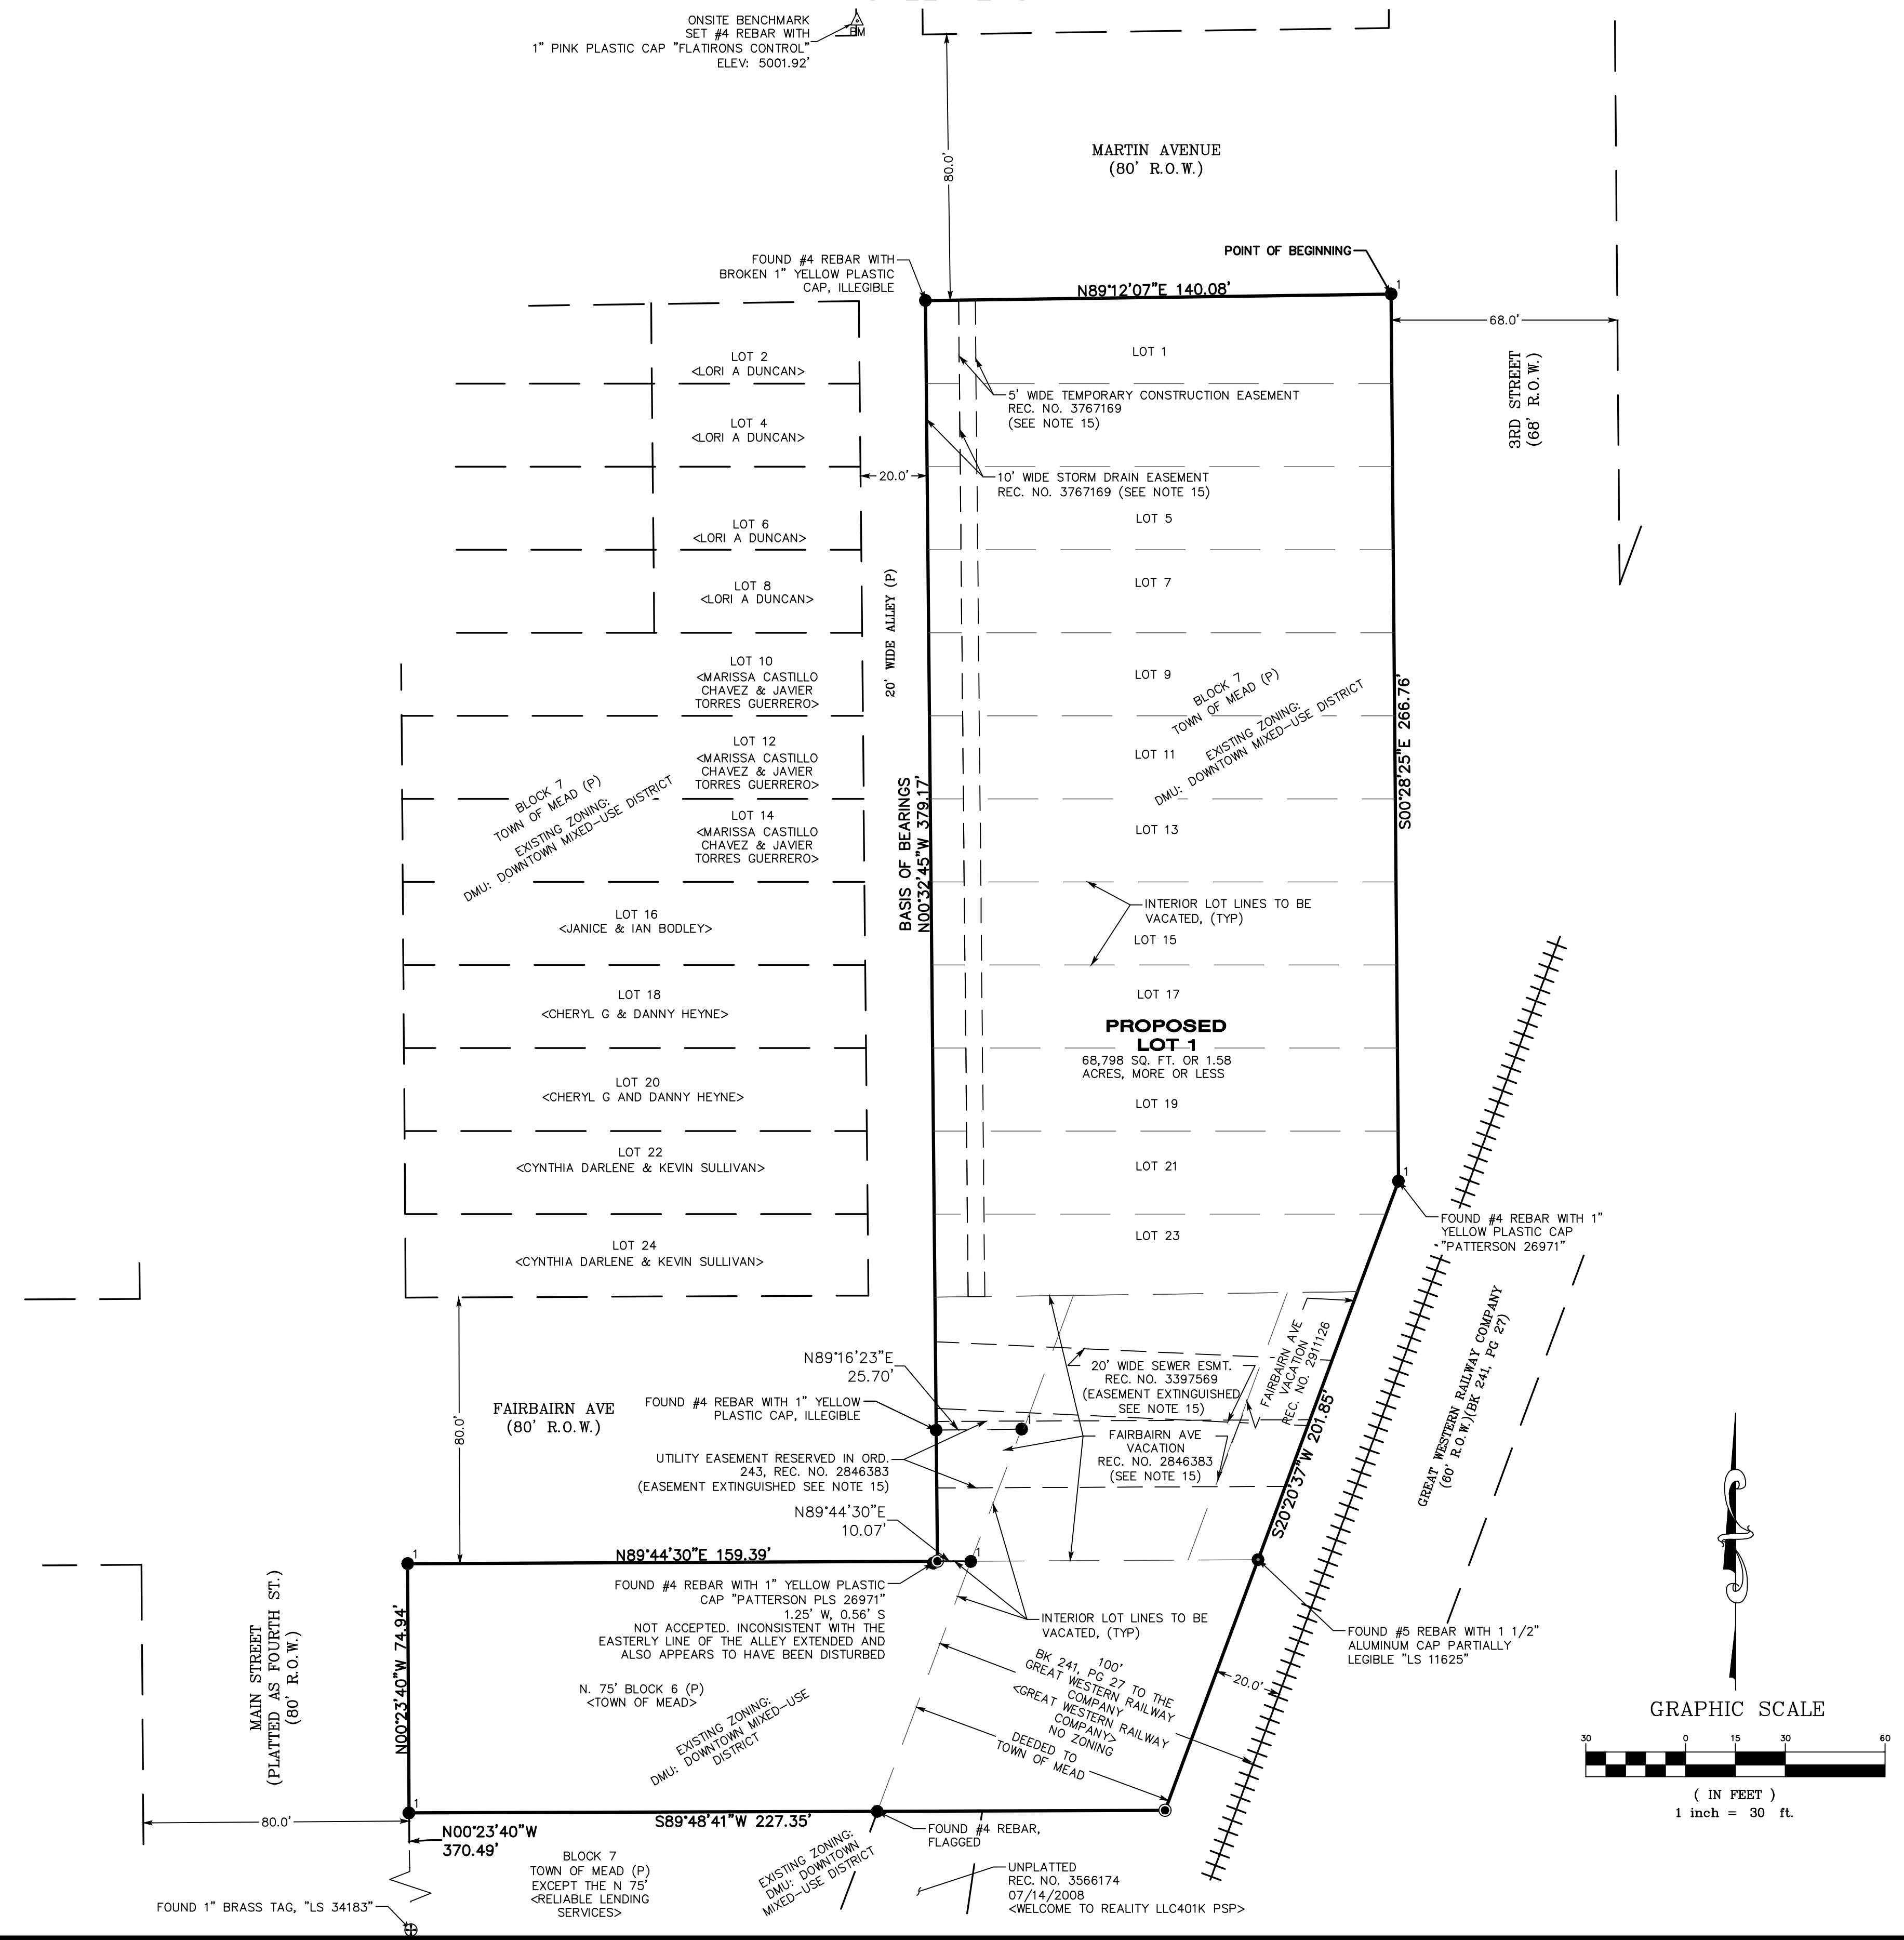 ONSITE BENCHMARK
SET #4 REBAR WITH
1" PINK PLASTIC CAP "FLATIRONS CONTROL"
ELEV: 5001.92'
BM
80.0'
MARTIN AVENUE
(80' R.O.W.)
POINT OF BEGINNING
1
FOUND #4 REBAR WITH
BROKEN 1" YELLOW PLASTIC
CAP, ILLEGIBLE
N89°12'07"E 140.08'
68.0'
3RD STREET
(68' R.O.W.)
LOT 2
<LORI A DUNCAN>
LOT 4
<LORI A DUNCAN>
LOT 6
<LORI A DUNCAN>
LOT 8
<LORI A DUNCAN>
LOT 10
<MARISSA CASTILLO
CHAVEZ & JAVIER
TORRES GUERRERO>
LOT 12
<MARISSA CASTILLO
CHAVEZ & JAVIER
TORRES GUERRERO>
LOT 14
<MARISSA CASTILLO
CHAVEZ & JAVIER
TORRES GUERRERO>
BLOCK 7
TOWN OF MEAD (P)
EXISTING ZONING:
DMU: DOWNTOWN MIXED-USE DISTRICT
LOT 16
<JANICE & IAN BODLEY>
LOT 18
<CHERYL G & DANNY HEYNE>
LOT 20
<CHERYL G AND DANNY HEYNE>
LOT 22
<CYNTHIA DARLENE & KEVIN SULLIVAN>
LOT 24
<CYNTHIA DARLENE & KEVIN SULLIVAN>
20.0'
20' WIDE ALLEY (P)
BASIS OF BEARINGS
N00°32'45"W 379.17'
LOT 1
5' WIDE TEMPORARY CONSTRUCTION EASEMENT
REC. NO. 3767169
(SEE NOTE 15)
10' WIDE STORM DRAIN EASEMENT
REC. NO. 3767169 (SEE NOTE 15)
LOT 5
LOT 7
LOT 9
BLOCK 7
TOWN OF MEAD (P)
EXISTING ZONING:
DMU: DOWNTOWN MIXED-USE DISTRICT
LOT 11
LOT 13
S00°28'25"E 266.76'
INTERIOR LOT LINES TO BE
VACATED, (TYP)
LOT 15
LOT 17
PROPOSED
LOT 1
68,798 SQ. FT. OR 1.58
ACRES, MORE OR LESS
LOT 19
LOT 21
LOT 23
1
FOUND #4 REBAR WITH 1"
YELLOW PLASTIC CAP
"PATTERSON 26971"
GREAT WESTERN RAILWAY COMPANY
(60' R.O.W.)(BK 241, PG 27)
FAIRBAIRN AVE
VACATION
REC. NO. 2911126
S20°20'37"W 201.85'
20' WIDE SEWER ESMT.
REC. NO. 3397569
(EASEMENT EXTINGUISHED
SEE NOTE 15)
FAIRBAIRN AVE
VACATION
REC. NO. 2846383
(SEE NOTE 15)
N89°16'23"E
25.70'
1
FOUND #4 REBAR WITH 1" YELLOW
PLASTIC CAP, ILLEGIBLE
UTILITY EASEMENT RESERVED IN ORD.
243, REC. NO. 2846383
(EASEMENT EXTINGUISHED SEE NOTE 15)
N89°44'30"E
10.07'
1
80.0'
FAIRBAIRN AVE
(80' R.O.W.)
1
N89°44'30"E 159.39'
FOUND #4 REBAR WITH 1" YELLOW PLASTIC
CAP "PATTERSON PLS 26971"
1.25' W, 0.56' S
NOT ACCEPTED. INCONSISTENT WITH THE
EASTERLY LINE OF THE ALLEY EXTENDED AND
ALSO APPEARS TO HAVE BEEN DISTURBED
INTERIOR LOT LINES TO BE
VACATED, (TYP)
FOUND #5 REBAR WITH 1 1/2"
ALUMINUM CAP PARTIALLY
LEGIBLE "LS 11625"
MAIN STREET
(PLATTED AS FOURTH ST.)
(80' R.O.W.)
N00°23'40"W 74.94'
N. 75' BLOCK 6 (P)
<TOWN OF MEAD>
EXISTING ZONING:
DMU: DOWNTOWN MIXED-USE
DISTRICT
100'
BK 241, PG 27 TO THE
GREAT WESTERN RAILWAY
COMPANY
<GREAT WESTERN RAILWAY
COMPANY>
NO ZONING
DEEDED TO
TOWN OF MEAD
20.0'
1
80.0'
S89°48'41"W 227.35'
N00°23'40"W
370.49'
FOUND #4 REBAR,
FLAGGED
BLOCK 7
TOWN OF MEAD (P)
EXCEPT THE N 75'
<RELIABLE LENDING
SERVICES>
EXISTING ZONING:
DMU: DOWNTOWN
MIXED-USE DISTRICT
UNPLATTED
REC. NO. 3566174
07/14/2008
<WELCOME TO REALITY LLC401K PSP>
FOUND 1" BRASS TAG, "LS 34183"
GRAPHIC SCALE
30 0 15 30 60
( IN FEET )
1 inch = 30 ft.